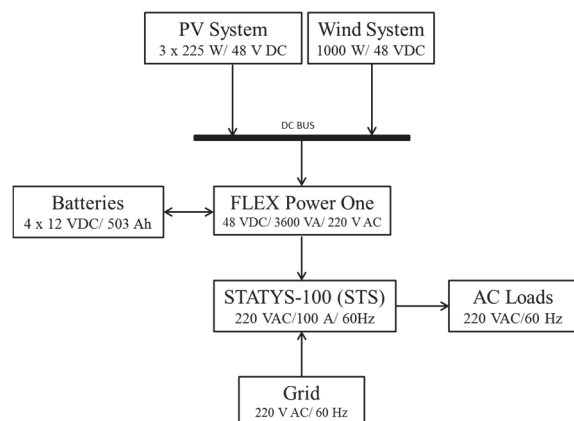 PV System
3 x 225 W/ 48 V DC
Wind System
1000 W/ 48 VDC
DC BUS
Batteries
4 x 12 VDC/ 503 Ah
FLEX Power One
48 VDC/ 3600 VA/ 220 V AC
STATYS-100 (STS)
220 VAC/100 A/ 60Hz
AC Loads
220 VAC/60 Hz
Grid
220 V AC/ 60 Hz